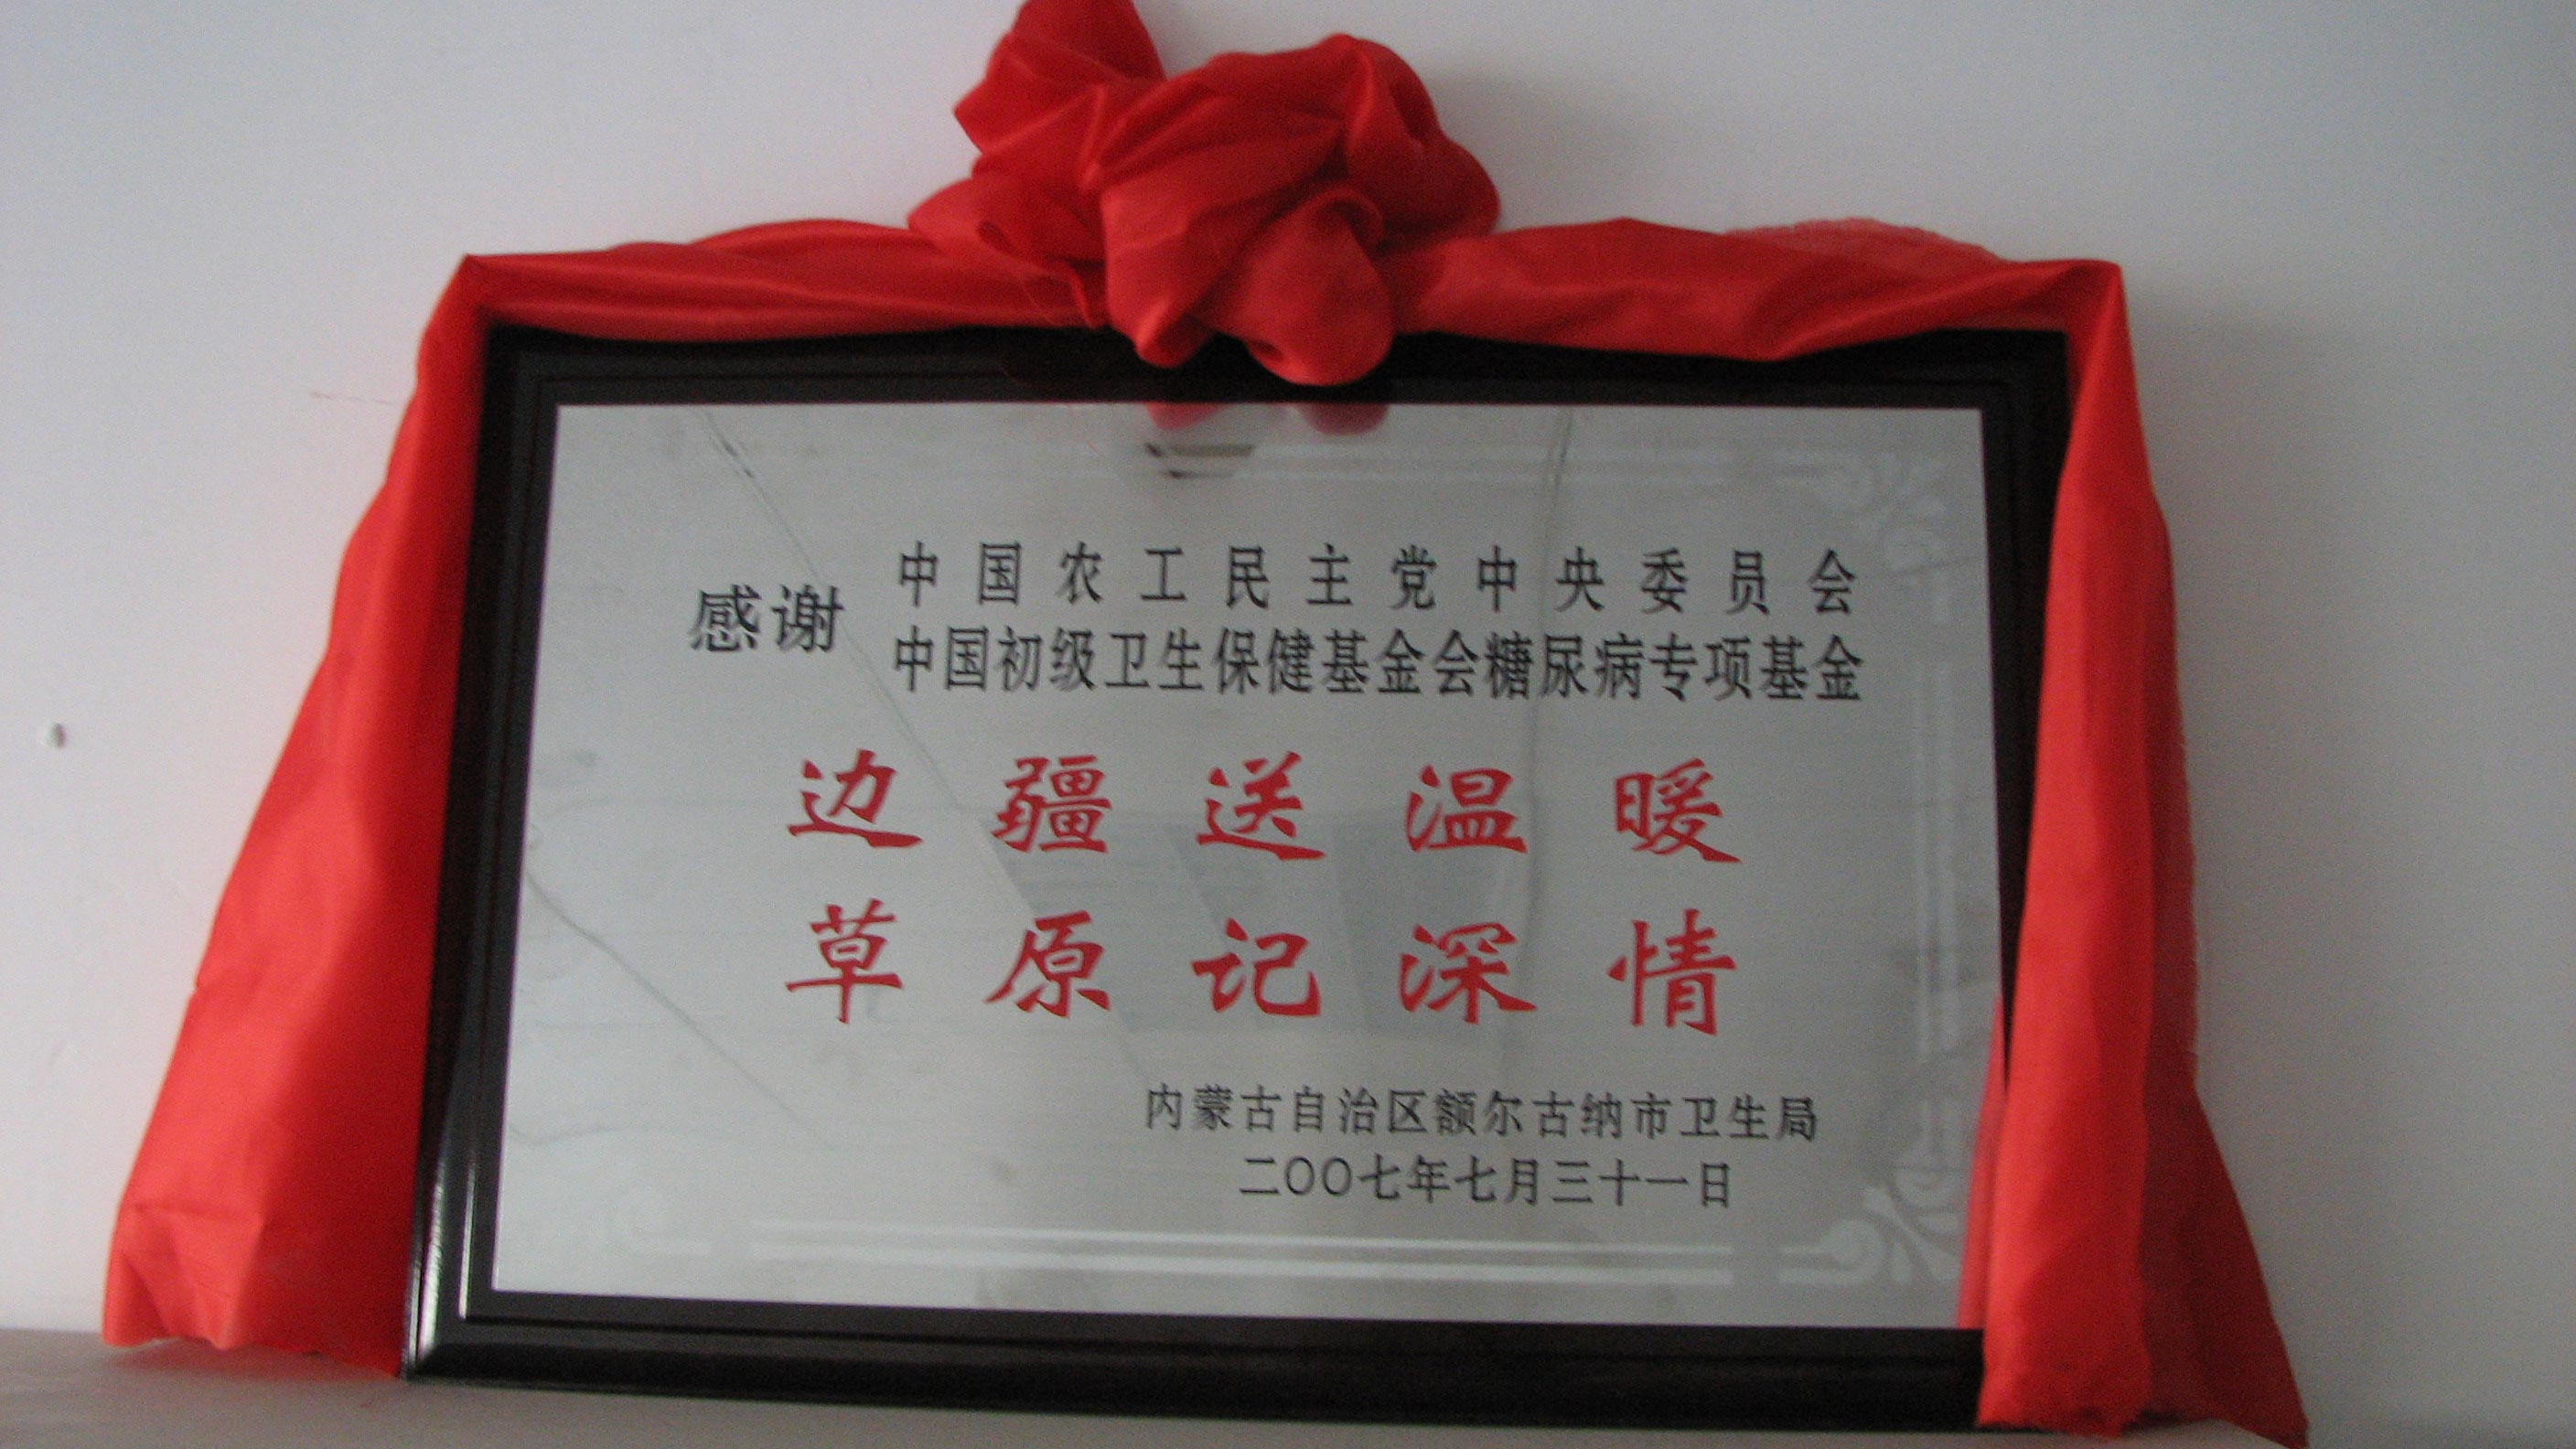 感谢
中国农工民主党中央委员会
中国初级卫生保健基金会糖尿病专项基金
边疆送温暖
草原记深情
内蒙古自治区额尔古纳市卫生局
二〇〇七年七月三十一日